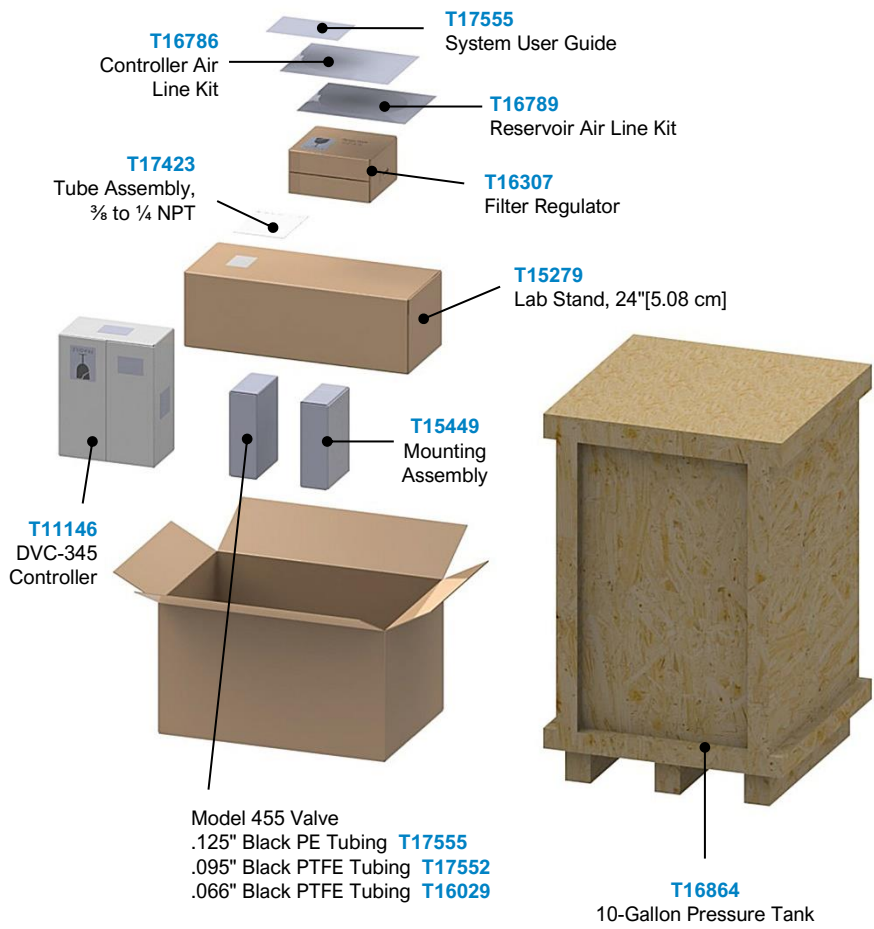 T17555
System User Guide
T16786
Controller Air
Line Kit
T16789
Reservoir Air Line Kit
T17423
Tube Assembly,
⅜ to ¼ NPT
T16307
Filter Regulator
T15279
Lab Stand, 24"[5.08 cm]
T15449
Mounting
Assembly
T11146
DVC-345
Controller
Model 455 Valve
.125" Black PE Tubing T17555
.095" Black PTFE Tubing T17552
.066" Black PTFE Tubing T16029
T16864
10-Gallon Pressure Tank